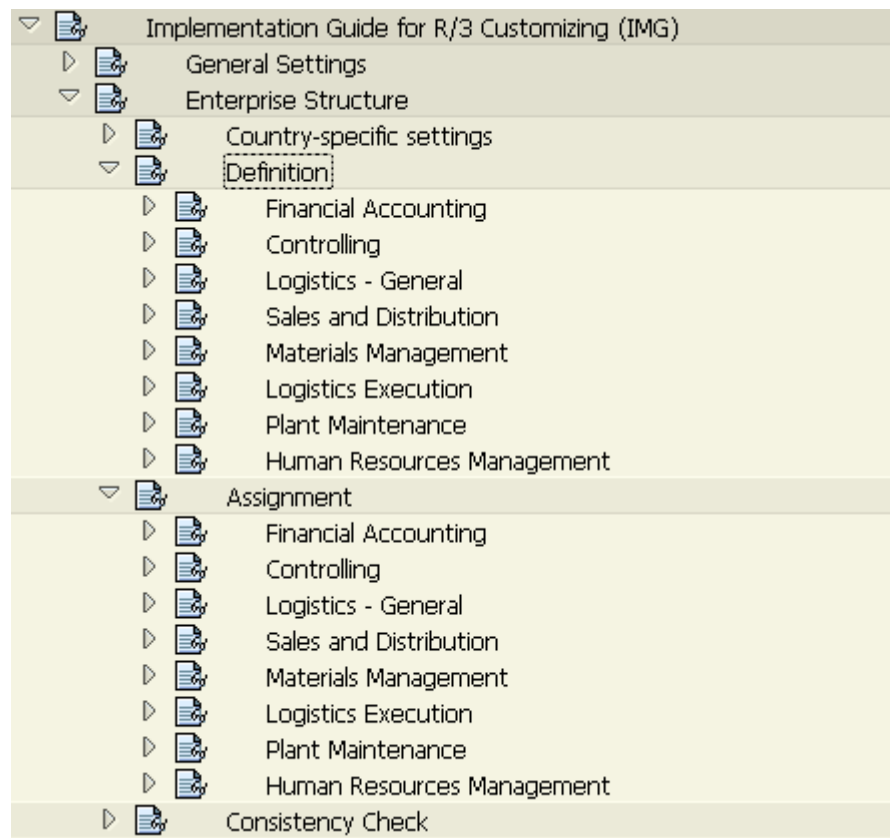 Implementation Guide for R/3 Customizing (IMG)
General Settings
Enterprise Structure
Country-specific settings
Definition
Financial Accounting
Controlling
Logistics - General
Sales and Distribution
Materials Management
Logistics Execution
Plant Maintenance
Human Resources Management
Assignment
Financial Accounting
Controlling
Logistics - General
Sales and Distribution
Materials Management
Logistics Execution
Plant Maintenance
Human Resources Management
Consistency Check